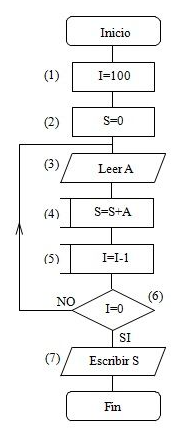 Inicio
(1) I=100
(2) S=0
(3) Leer A
(4) S=S+A
(5) I=I-1
(6)
NO I=0
SI
(7) Escribir S
Fin